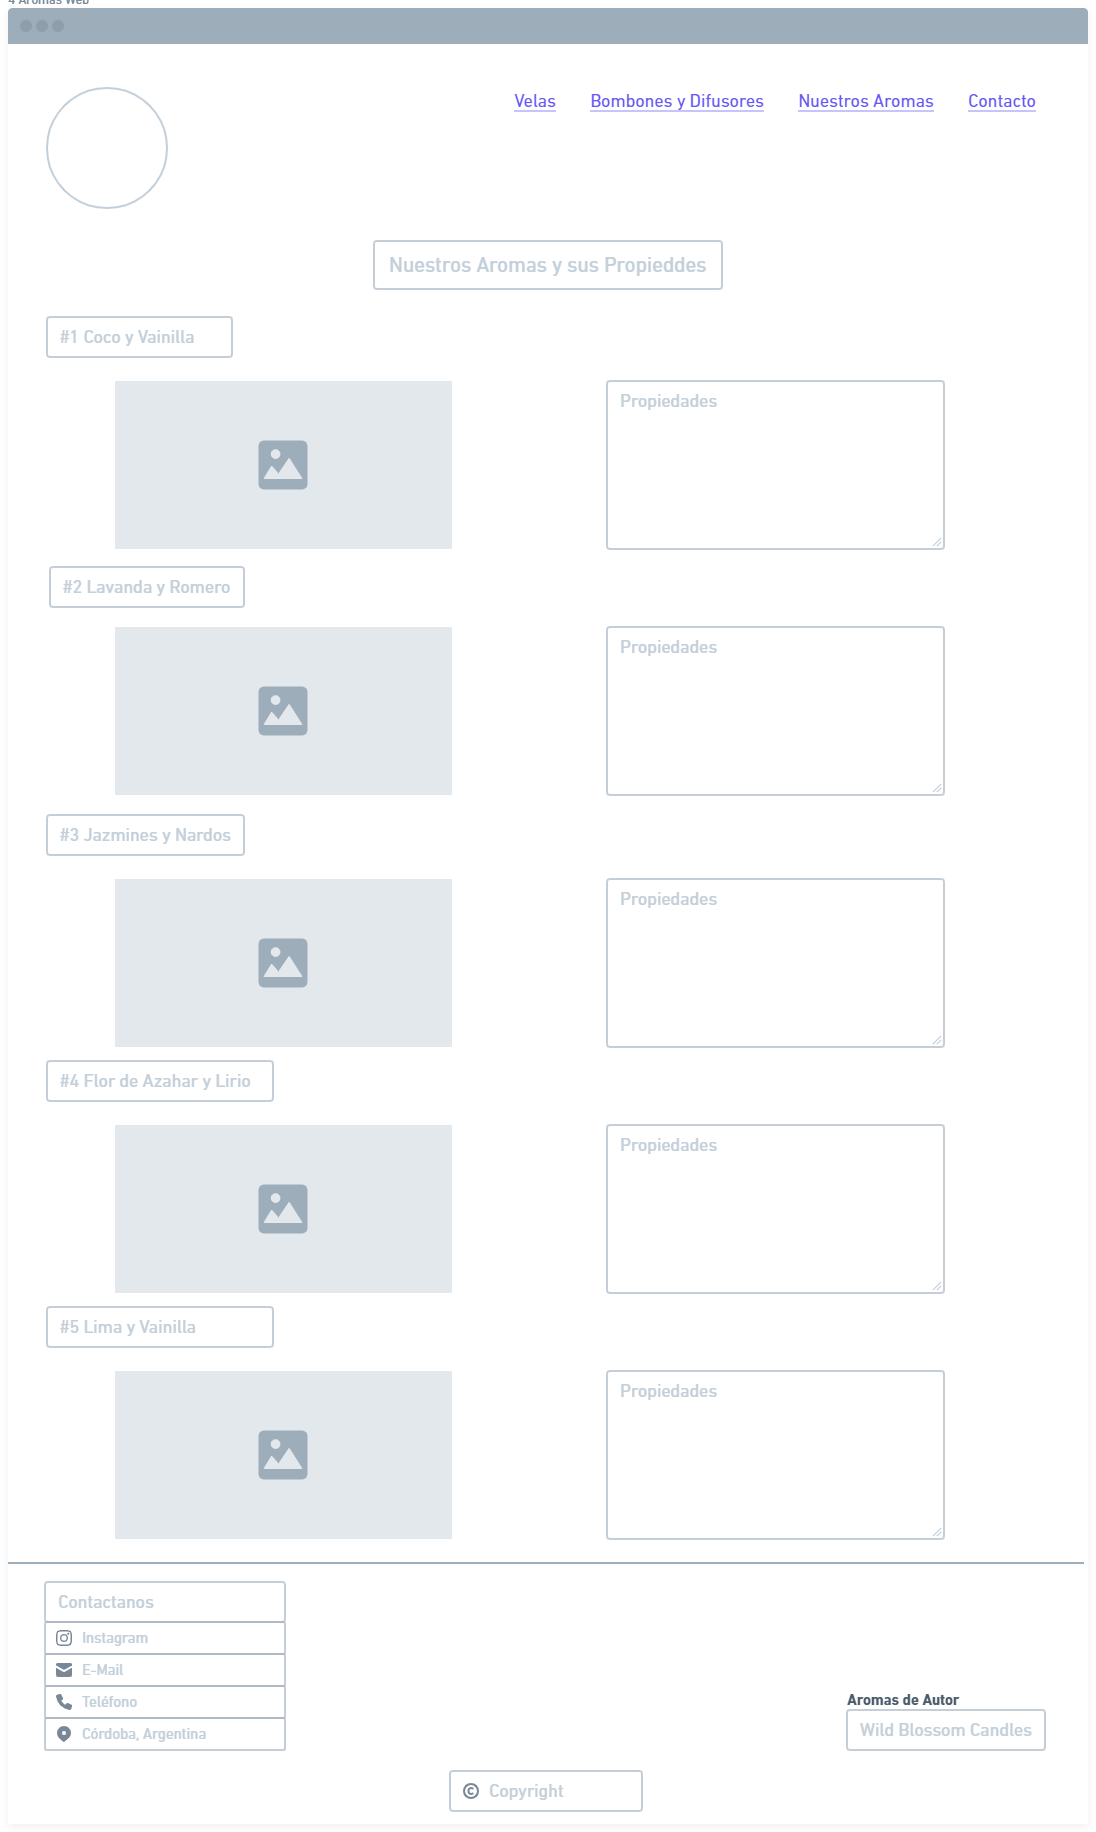 4 Aromas Web
Velas Bombones y Difusores Nuestros Aromas Contacto
Nuestros Aromas y sus Propieddes
#1 Coco y Vainilla
Propiedades
#2 Lavanda y Romero
Propiedades
#3 Jazmines y Nardos
Propiedades
#4 Flor de Azahar y Lirio
Propiedades
#5 Lima y Vainilla
Propiedades
Contactanos
Instagram
E-Mail
Teléfono
Córdoba, Argentina
Aromas de Autor
Wild Blossom Candles
© Copyright